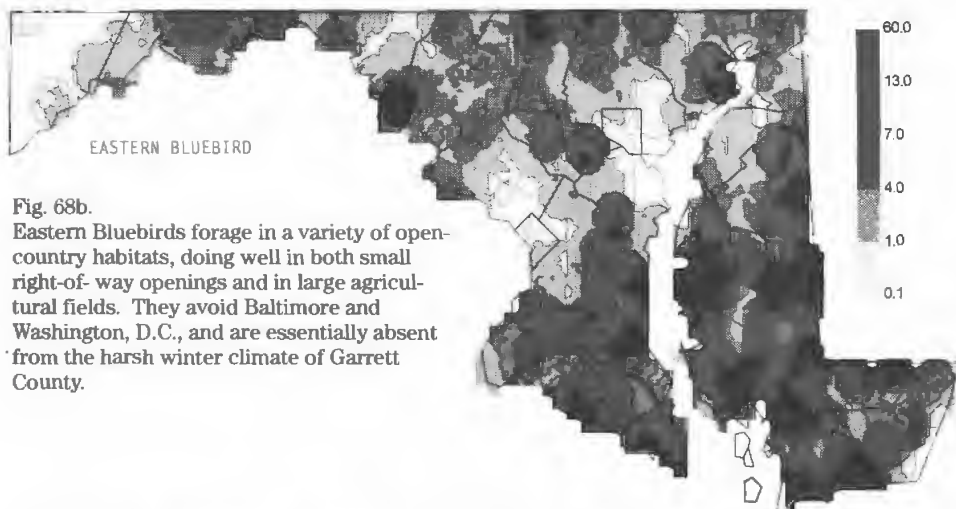 EASTERN BLUEBIRD
Fig. 68b.
Eastern Bluebirds forage in a variety of open-
country habitats, doing well in both small
right-of- way openings and in large agricul-
tural fields. They avoid Baltimore and
Washington, D.C., and are essentially absent
from the harsh winter climate of Garrett
County.
60.0
13.0
7.0
4.0
1.0
0.1